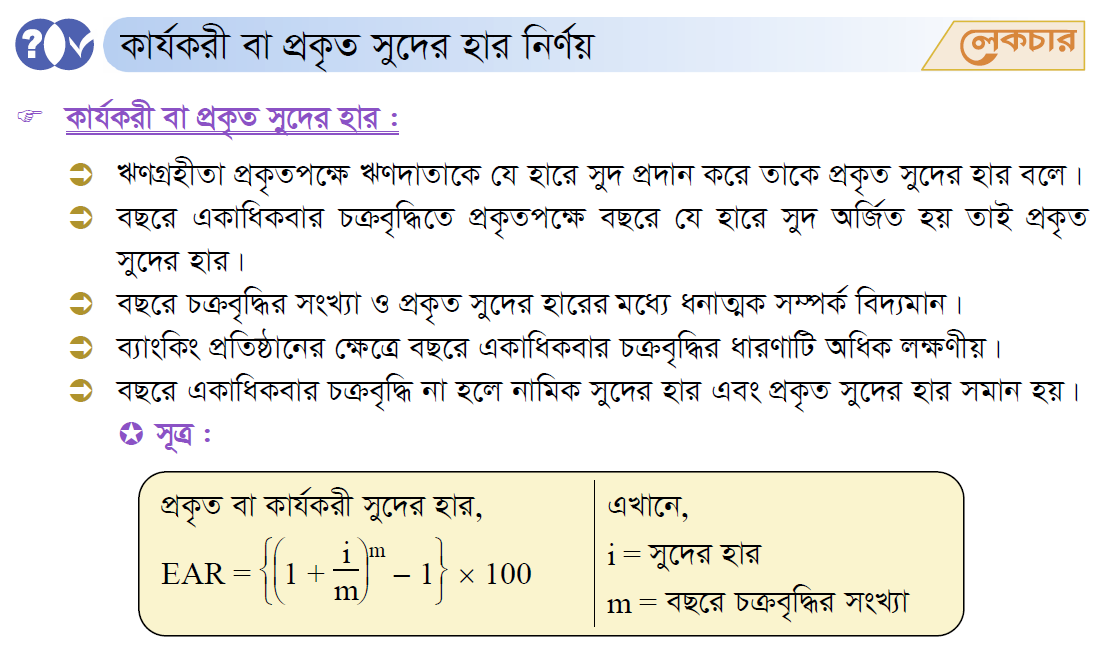 কার্যকরী বা প্রকৃত সুদের হার নির্ণয়
লেকচার
কার্যকরী বা প্রকৃত সুদের হার :
ঋণগ্রহীতা প্রকৃতপক্ষে ঋণদাতাকে যে হারে সুদ প্রদান করে তাকে প্রকৃত সুদের হার বলে।
বছরে একাধিকবার চক্রবৃদ্ধিতে প্রকৃতপক্ষে বছরে যে হারে সুদ অর্জিত হয় তাই প্রকৃত
সুদের হার।
বছরে চক্রবৃদ্ধির সংখ্যা ও প্রকৃত সুদের হারের মধ্যে ধনাত্মক সম্পর্ক বিদ্যমান।
ব্যাংকিং প্রতিষ্ঠানের ক্ষেত্রে বছরে একাধিকবার চক্রবৃদ্ধির ধারণাটি অধিক লক্ষণীয়।
বছরে একাধিকবার চক্রবৃদ্ধি না হলে নামিক সুদের হার এবং প্রকৃত সুদের হার সমান হয়।
সূত্র :
প্রকৃত বা কার্যকরী সুদের হার,
EAR = {(1 + i/m)^m – 1} × 100
এখানে,
i = সুদের হার
m = বছরে চক্রবৃদ্ধির সংখ্যা